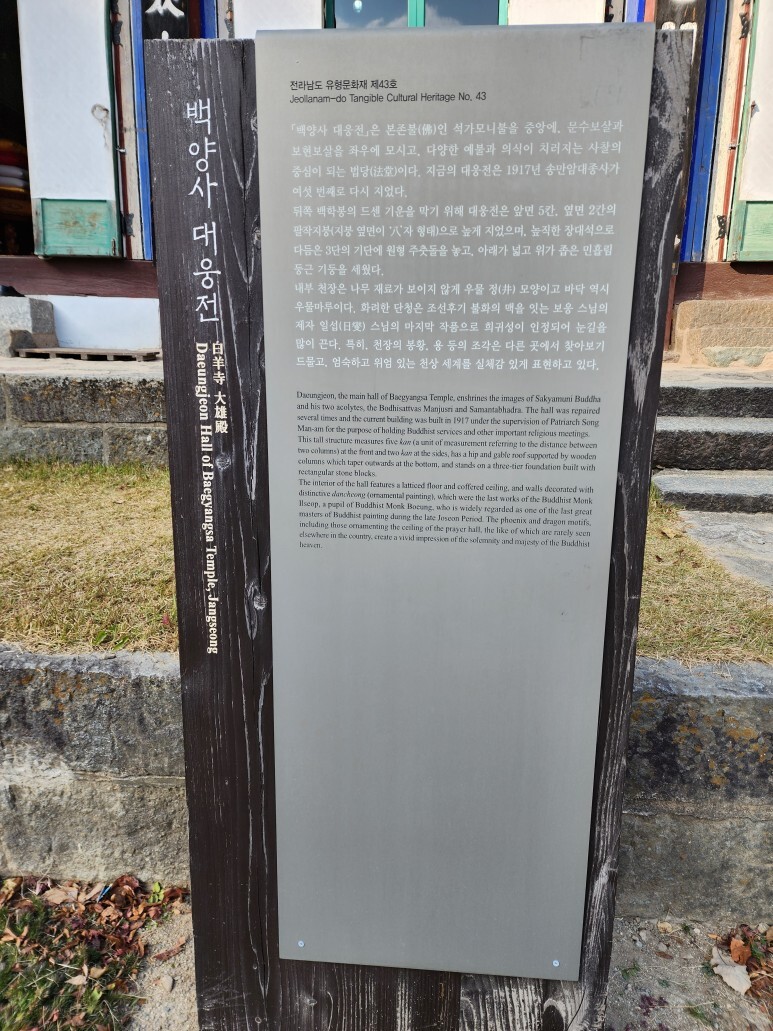 백양사 대웅전
白羊寺 大雄殿
Daeungjeon Hall of Baegyangsa Temple, Jangseong
전라남도 유형문화재 제43호
Jeollanam-do Tangible Cultural Heritage No. 43
「백양사 대웅전」은 본존불(佛)인 석가모니불을 중앙에, 문수보살과
보현보살을 좌우에 모시고, 다양한 예불과 의식이 치러지는 사찰의
중심이 되는 법당(法堂)이다. 지금의 대웅전은 1917년 송만암대종사가
여섯 번째로 다시 지었다.
뒤쪽 백학봉의 드센 기운을 막기 위해 대웅전은 앞면 5칸, 옆면 2칸의
팔작지붕(지붕 옆면이 '八'자 형태)으로 높게 지었으며, 늘직한 장대석으로
다듬은 3단의 기단에 원형 주춧돌을 놓고, 아래가 넓고 위가 좁은 민흘림
둥근 기둥을 세웠다.
내부 천장은 나무 재료가 보이지 않게 우물 정(井) 모양이고 바닥 역시
우물마루이다. 화려한 단청은 조선후기 불화의 맥을 잇는 보응 스님의
제자 일섭(日燮) 스님의 마지막 작품으로 희귀성이 인정되어 눈길을
많이 끈다. 특히, 천장의 봉황, 용 등의 조각은 다른 곳에서 찾아보기
드물고, 엄숙하고 위엄 있는 천상 세계를 실체감 있게 표현하고 있다.
Daeungjeon, the main hall of Baegyangsa Temple, enshrines the images of Sakyamuni Buddha
and his two acolytes, the Bodhisattvas Manjusri and Samantabhadra. The hall was repaired
several times and the current building was built in 1917 under the supervision of Patriarch Song
Man-am for the purpose of holding Buddhist services and other important religious meetings.
This tall structure measures five kan (a unit of measurement referring to the distance between
two columns) at the front and two kan at the sides, has a hip and gable roof supported by wooden
columns which taper outwards at the bottom, and stands on a three-tier foundation built with
rectangular stone blocks.
The interior of the hall features a latticed floor and coffered ceiling, and walls decorated with
distinctive dancheong (ornamental painting), which were the last works of the Buddhist Monk
Ilseop, a pupil of Buddhist Monk Boeung, who is widely regarded as one of the last great
masters of Buddhist painting during the late Joseon Period. The phoenix and dragon motifs,
including those ornamenting the ceiling of the prayer hall, the like of which are rarely seen
elsewhere in the country, create a vivid impression of the solemnity and majesty of the Buddhist
heaven.